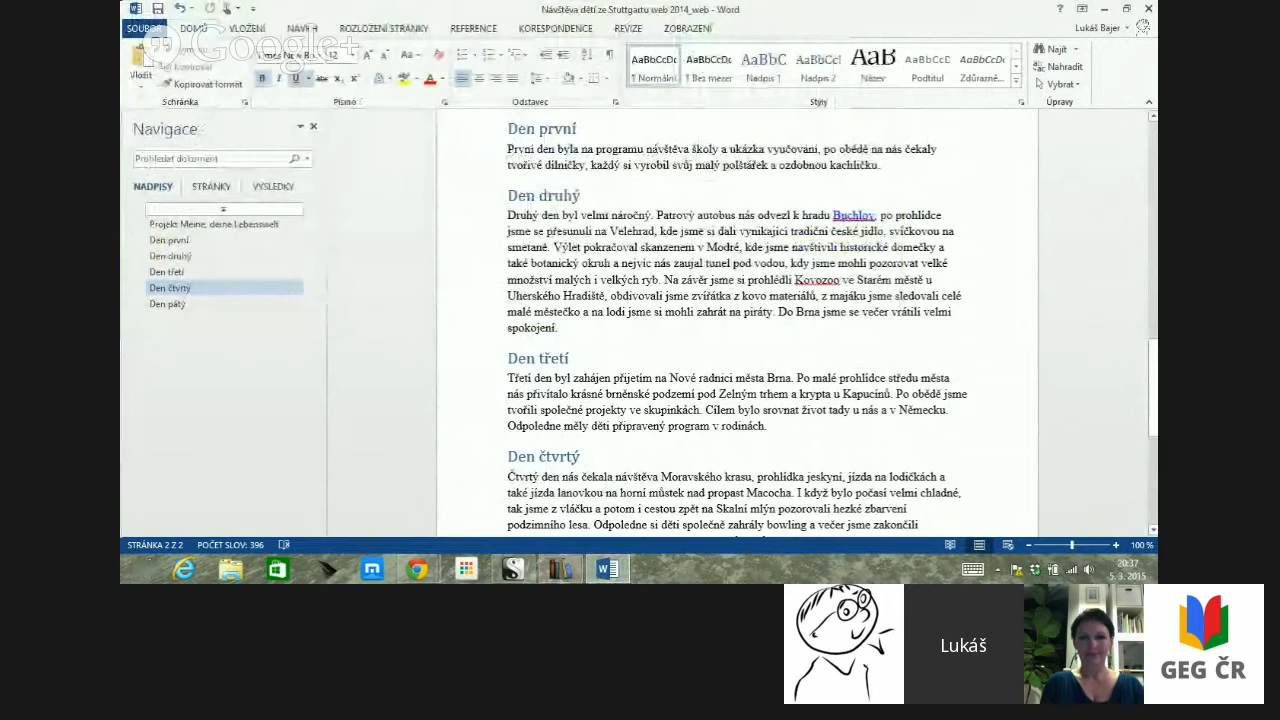 Návštěva dětí ze Stuttgartu web 2014_web - Word
Lukáš Bajer
SOUBOR DOMŮ VLOŽENÍ NÁVRH ROZLOŽENÍ STRÁNKY REFERENCE KORESPONDENCE REVIZE ZOBRAZENÍ
Google+
Vložit
Kopírovat
Kopírovat formát
Schránka
12
Písmo
Odstavec
AaBbCcDc AaBbCcDc AaBbC AaBbCcI AaB AaBbCcD AaBbCcDc
¶ Normální ¶ Bez mezer Nadpis 1 Nadpis 2 Název Podtitul Zdůrazně...
Styly
Najít
Nahradit
Vybrat
Úpravy
Navigace
Prohledat dokument
NADPISY STRÁNKY VÝSLEDKY
Projekt Meine, deine Lebenswelt
Den první
Den druhý
Den třetí
Den čtvrtý
Den pátý
Den první
První den byla na programu návštěva školy a ukázka vyučování, po obědě na nás čekaly
tvořivé dílničky, každý si vyrobil svůj malý polštářek a ozdobnou kachličku.
Den druhý
Druhý den byl velmi náročný. Patrový autobus nás odvezl k hradu Buchlov, po prohlídce
jsme se přesunuli na Velehrad, kde jsme si dali vynikající tradiční české jídlo, svíčkovou na
smetaně. Výlet pokračoval skanzenem v Modré, kde jsme navštívili historické domečky a
také botanický okruh a nejvíc nás zaujal tunel pod vodou, kdy jsme mohli pozorovat velké
množství malých i velkých ryb. Na závěr jsme si prohlédli Kovozoo ve Starém městě u
Uherského Hradiště, obdivovali jsme zvířátka z kovo materiálů, z majáku jsme sledovali celé
malé městečko a na lodi jsme si mohli zahrát na piráty. Do Brna jsme se večer vrátili velmi
spokojení.
Den třetí
Třetí den byl zahájen přijetím na Nové radnici města Brna. Po malé prohlídce středu města
nás přivítalo krásné brněnské podzemí pod Zelným trhem a krypta u Kapucínů. Po obědě jsme
tvořili společné projekty ve skupinkách. Cílem bylo srovnat život tady u nás a v Německu.
Odpoledne měly děti připravený program v rodinách.
Den čtvrtý
Čtvrtý den nás čekala návštěva Moravského krasu, prohlídka jeskyní, jízda na lodičkách a
také jízda lanovkou na horní můstek nad propast Macocha. I když bylo počasí velmi chladné,
tak jsme z vláčku a potom i cestou zpět na Skalní mlýn pozorovali hezké zbarvení
podzimního lesa. Odpoledne si děti společně zahrály bowling a večer jsme zakončili
STRÁNKA 2 Z 2 POČET SLOV: 396
100 %
20:37
5. 3. 2015
Lukáš
GEG ČR